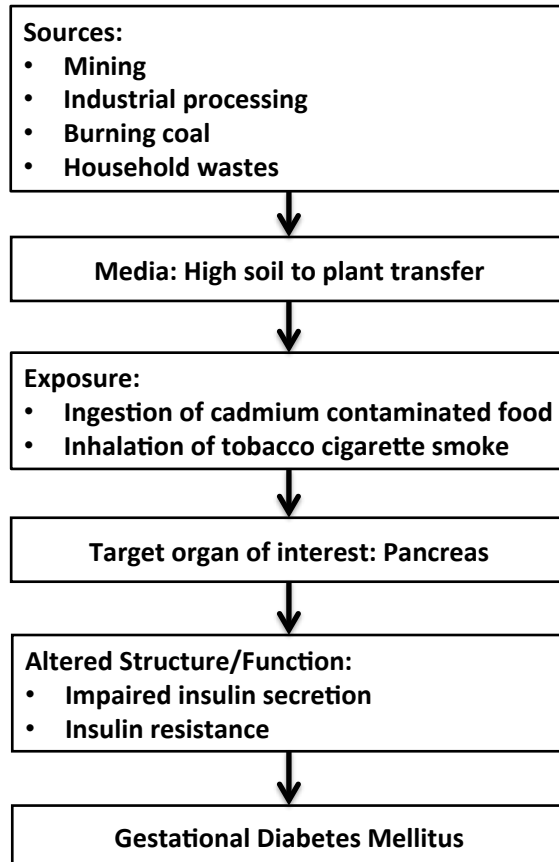 Sources:
• Mining
• Industrial processing
• Burning coal
• Household wastes
Media: High soil to plant transfer
Exposure:
• Ingestion of cadmium contaminated food
• Inhalation of tobacco cigarette smoke
Target organ of interest: Pancreas
Altered Structure/Function:
• Impaired insulin secretion
• Insulin resistance
Gestational Diabetes Mellitus